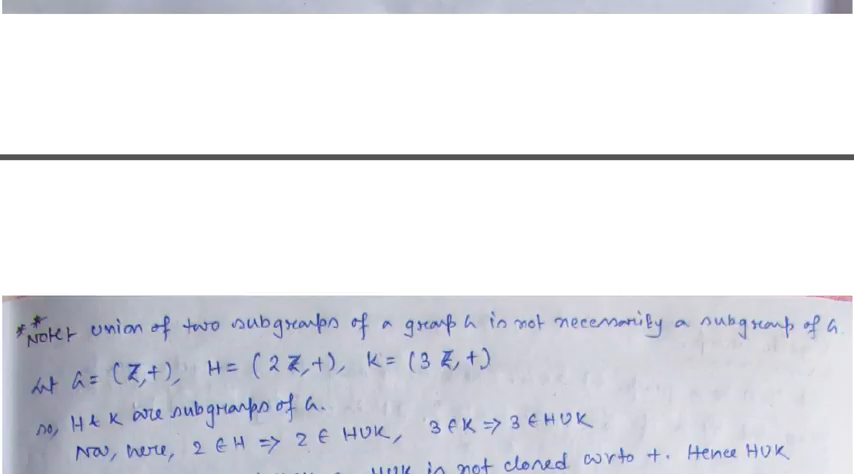 ** Note: union of two subgroups of a group G is not necessarily a subgroup of G.
Let G = (Z,+), H = (2Z,+), K = (3Z,+)
so, H & K are subgroups of G.
Now, here, 2 ∈ H => 2 ∈ HUK, 3 ∈ K => 3 ∈ HUK
HUK is not closed w.r.to +. Hence HUK